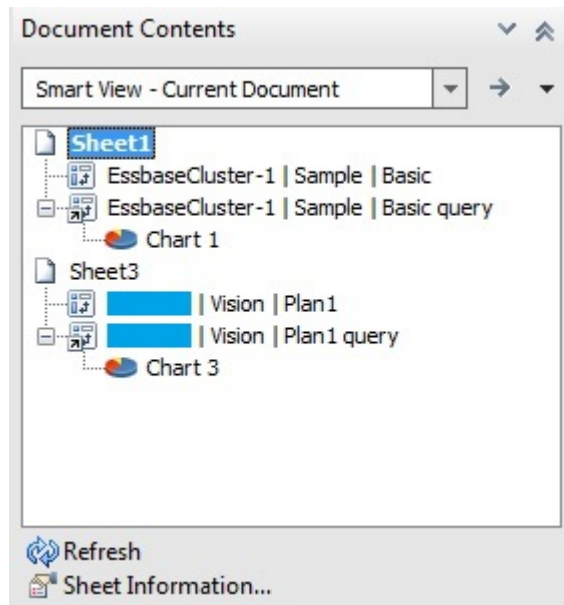 Document Contents
Smart View - Current Document
Sheet1
EssbaseCluster-1 | Sample | Basic
EssbaseCluster-1 | Sample | Basic query
Chart 1
Sheet3
| Vision | Plan1
| Vision | Plan1 query
Chart 3
Refresh
Sheet Information...